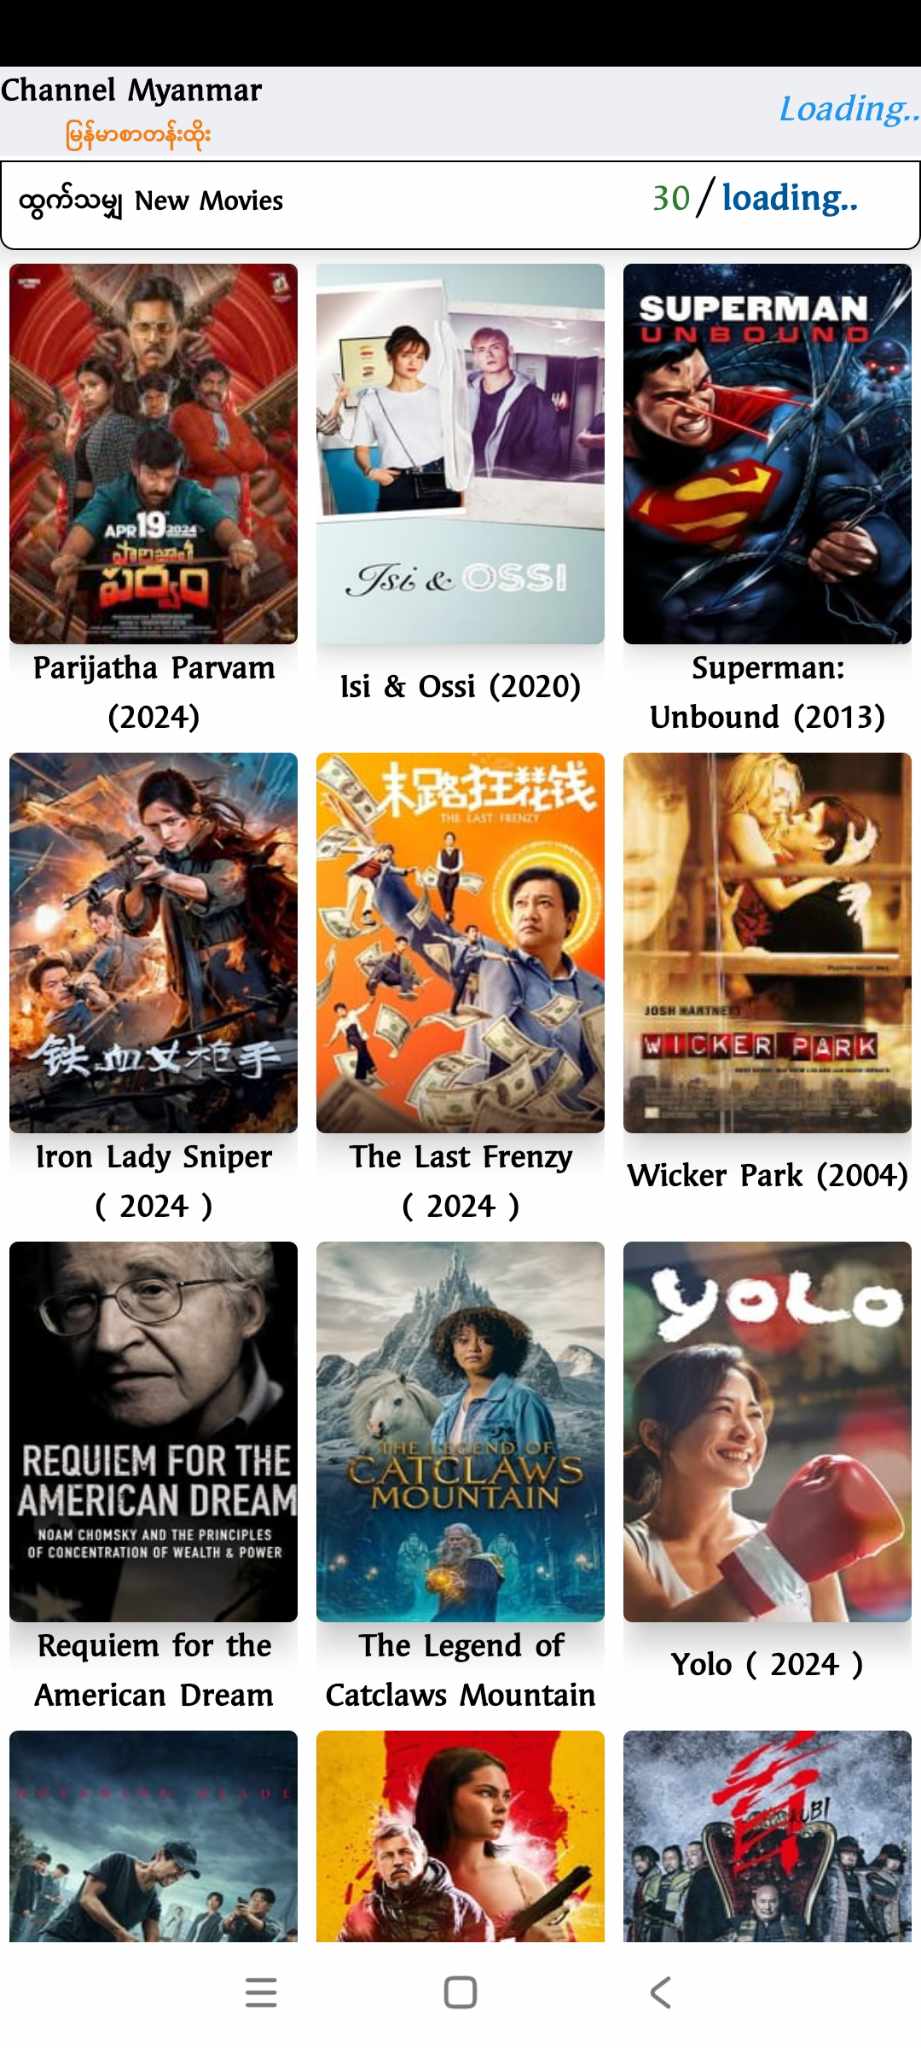 Channel Myanmar
မြန်မာစာတန်းထိုး
Loading..
ထွက်သမျှ New Movies
30/loading..
APR 19 2024
పారిజాత
పర్వం
Isi & OSSI
SUPERMAN
UNBOUND
Parijatha Parvam
(2024)
Isi & Ossi (2020)
Superman:
Unbound (2013)
铁血女枪手
末路狂花钱
THE LAST FRENZY
JOSH HARTNETT
WICKER PARK
Iron Lady Sniper
( 2024 )
The Last Frenzy
( 2024 )
Wicker Park (2004)
REQUIEM FOR THE
AMERICAN DREAM
NOAM CHOMSKY AND THE PRINCIPLES
OF CONCENTRATION OF WEALTH & POWER
THE LEGEND OF
CATCLAWS
MOUNTAIN
YOLO
Requiem for the
American Dream
The Legend of
Catclaws Mountain
Yolo ( 2024 )
首